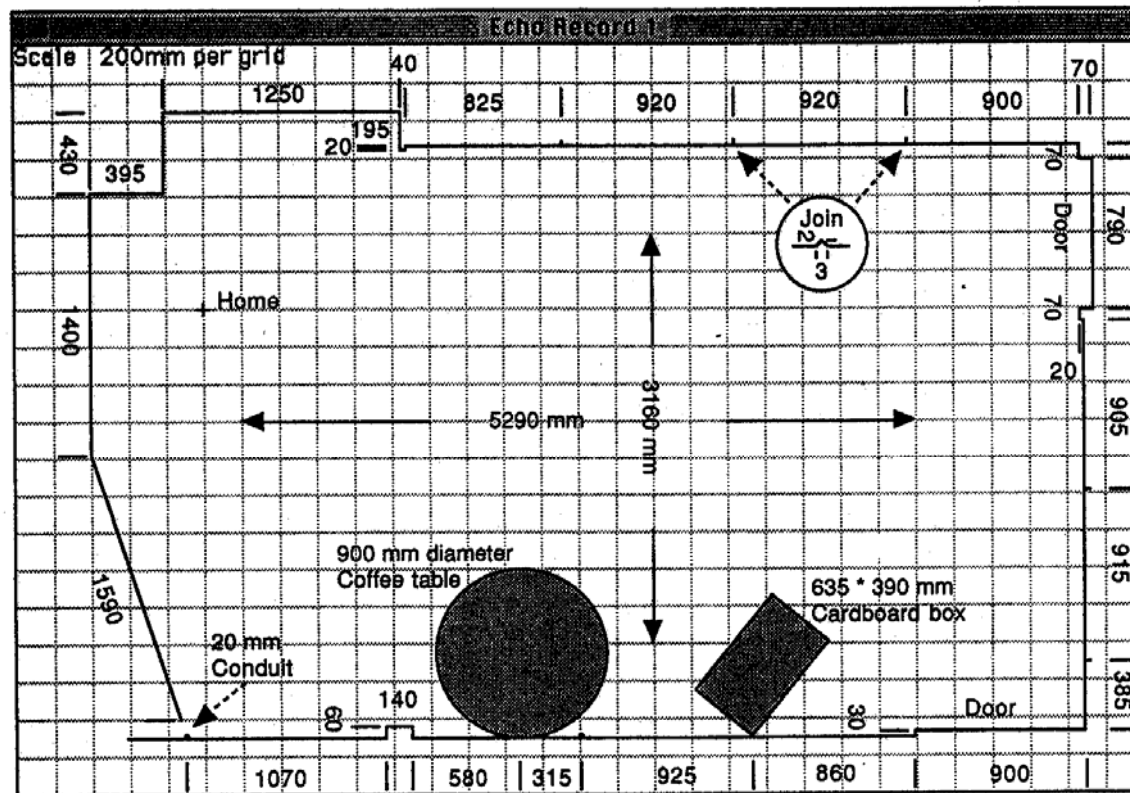 Echo Record 1
Scale 200mm per grid
40
70
1250
825
920
920
900
195
20
430
395
70
Door
790
Join
2
3
Home
1400
70
20
3160 mm
5290 mm
905
900 mm diameter
Coffee table
635 * 390 mm
Cardboard box
915
1590
20 mm
Conduit
140
60
30
Door
385
1070
580
315
925
860
900